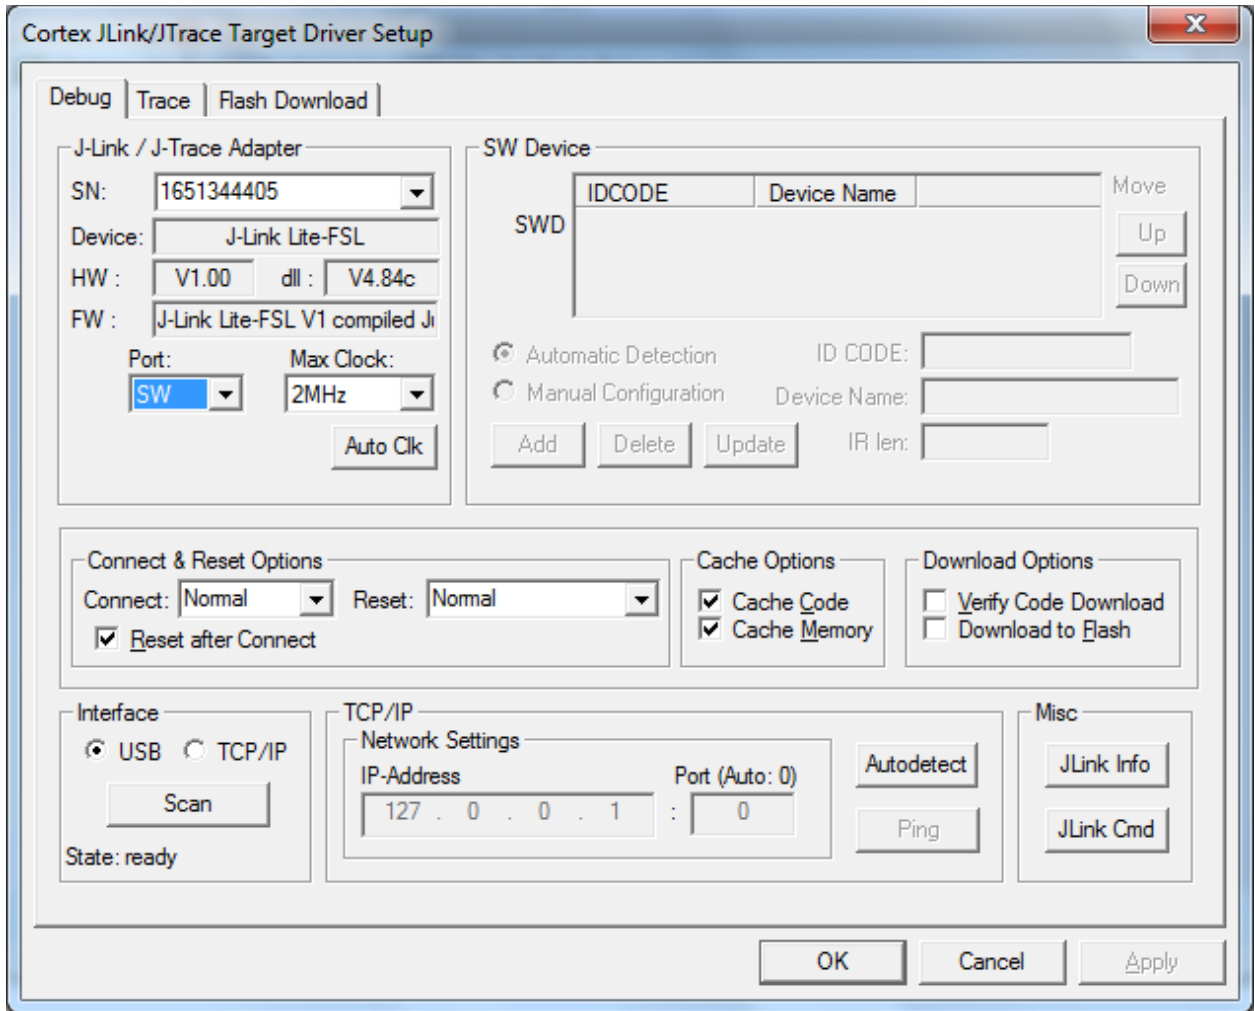 Cortex JLink/JTrace Target Driver Setup
Debug
Trace
Flash Download
J-Link / J-Trace Adapter
SN: 1651344405
Device: J-Link Lite-FSL
HW : V1.00 dll : V4.84c
FW : J-Link Lite-FSL V1 compiled
Port: Max Clock:
SW 2MHz
Auto Clk
SW Device
IDCODE Device Name
SWD
Move
Up
Down
Automatic Detection
ID CODE:
Manual Configuration
Device Name:
Add Delete Update
IR len:
Connect & Reset Options
Connect: Normal Reset: Normal
Reset after Connect
Cache Options
Cache Code
Cache Memory
Download Options
Verify Code Download
Download to Flash
Interface
USB TCP/IP
Scan
State: ready
TCP/IP
Network Settings
IP-Address Port (Auto: 0)
127 . 0 . 0 . 1 : 0
Autodetect
Ping
Misc
JLink Info
JLink Cmd
OK Cancel Apply